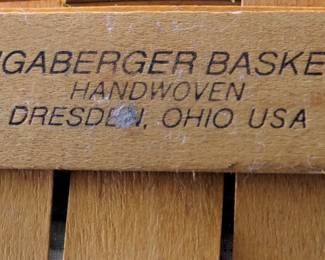 GABERGER BASKE
HANDWOVEN
DRESDEN, OHIO USA